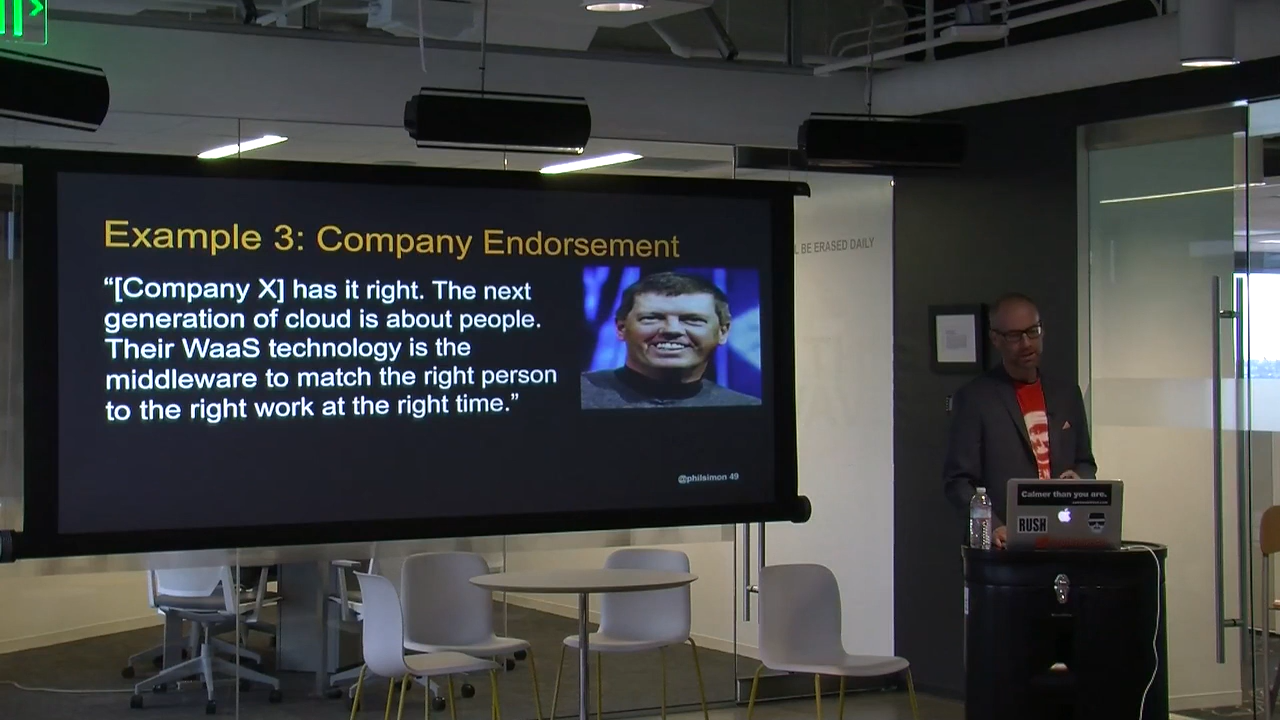 Example 3: Company Endorsement
“[Company X] has it right. The next
generation of cloud is about people.
Their WaaS technology is the
middleware to match the right person
to the right work at the right time.”
@philsimon 49
BE ERASED DAILY
Calmer than you are.
RUSH